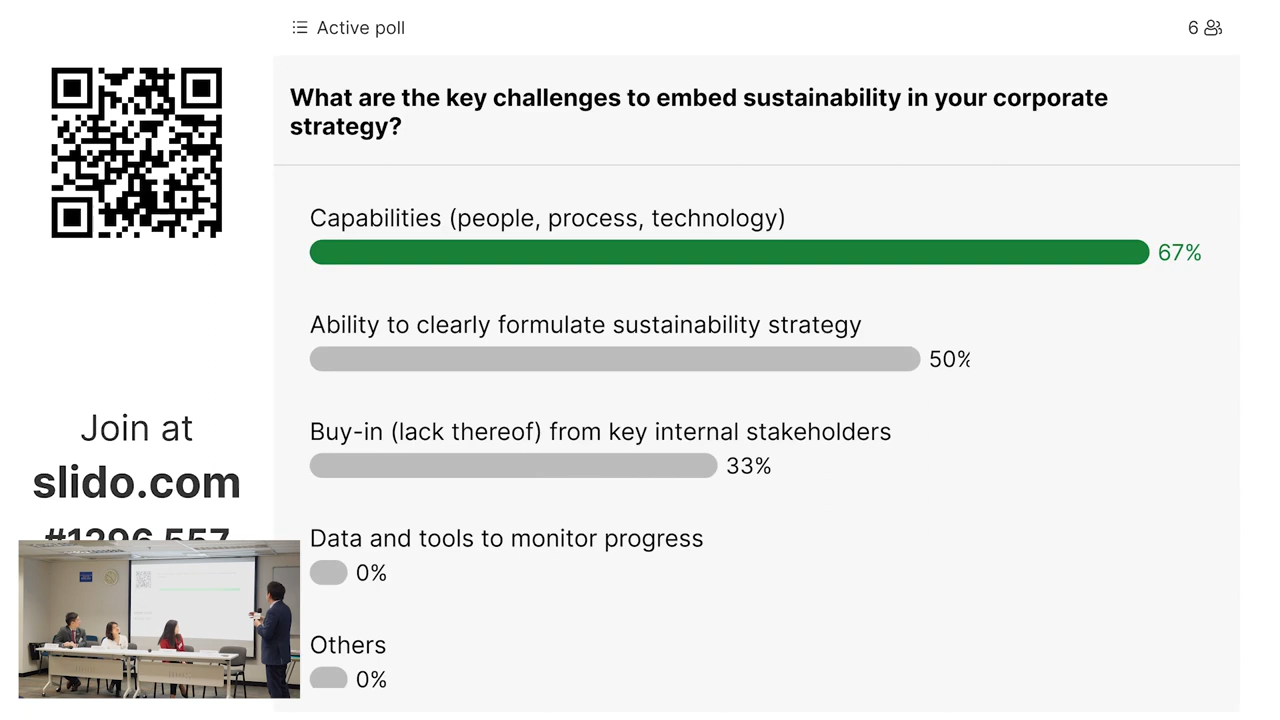 Active poll
6
What are the key challenges to embed sustainability in your corporate
strategy?
Capabilities (people, process, technology)
67%
Ability to clearly formulate sustainability strategy
50%
Buy-in (lack thereof) from key internal stakeholders
33%
Data and tools to monitor progress
0%
Others
0%
Join at
slido.com
#1296 557